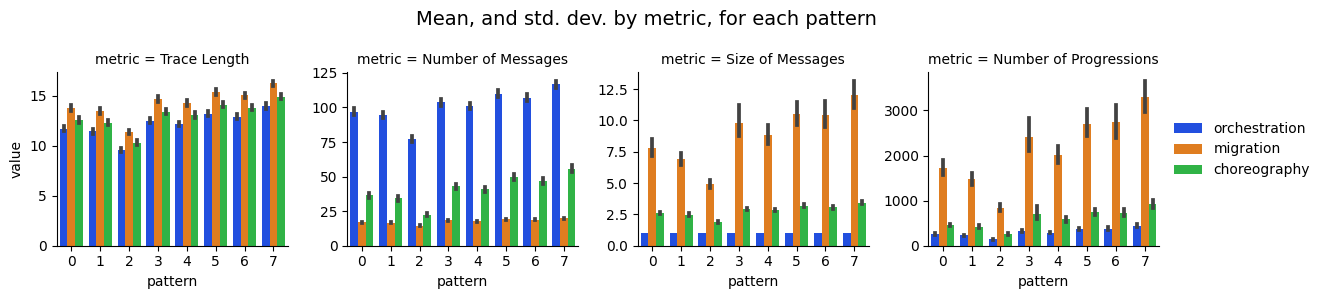 Mean, and std. dev. by metric, for each pattern
metric = Trace Length
metric = Number of Messages
metric = Size of Messages
metric = Number of Progressions
value
15
10
5
0
0 1 2 3 4 5 6 7
pattern
125
100
75
50
25
0
0 1 2 3 4 5 6 7
pattern
12.5
10.0
7.5
5.0
2.5
0.0
0 1 2 3 4 5 6 7
pattern
3000
2000
1000
0
0 1 2 3 4 5 6 7
pattern
orchestration
migration
choreography